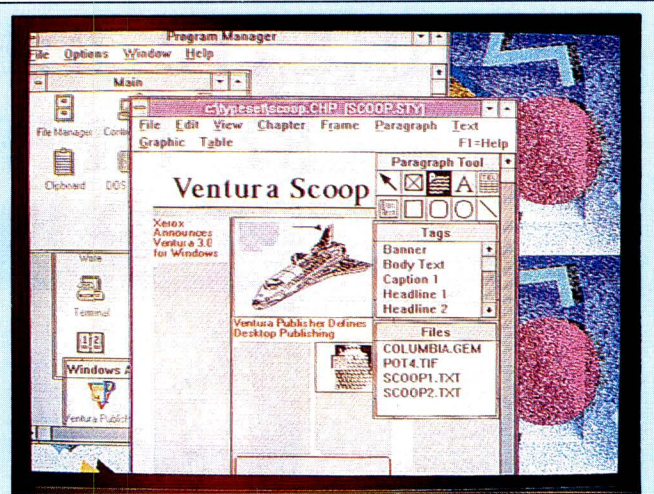 Program Manager
File Options Window Help
Main
File Manager
Clipboard DOS
Write
Terminal
Windows A
Ventura Publish
c:\typeset\scoop.CHP [SCOOP.STY]
File Edit View Chapter Frame Paragraph Text
Graphic Table F1=Help
Ventura Scoop
Xerox
Announces
Ventura 3.0
for Windows
Ventura Publisher Defines
Desktop Publishing
Paragraph Tool
A
Tags
Banner
Body Text
Caption 1
Headline 1
Headline 2
Files
COLUMBIA.GEM
POT4.TIF
SCOOP1.TXT
SCOOP2.TXT